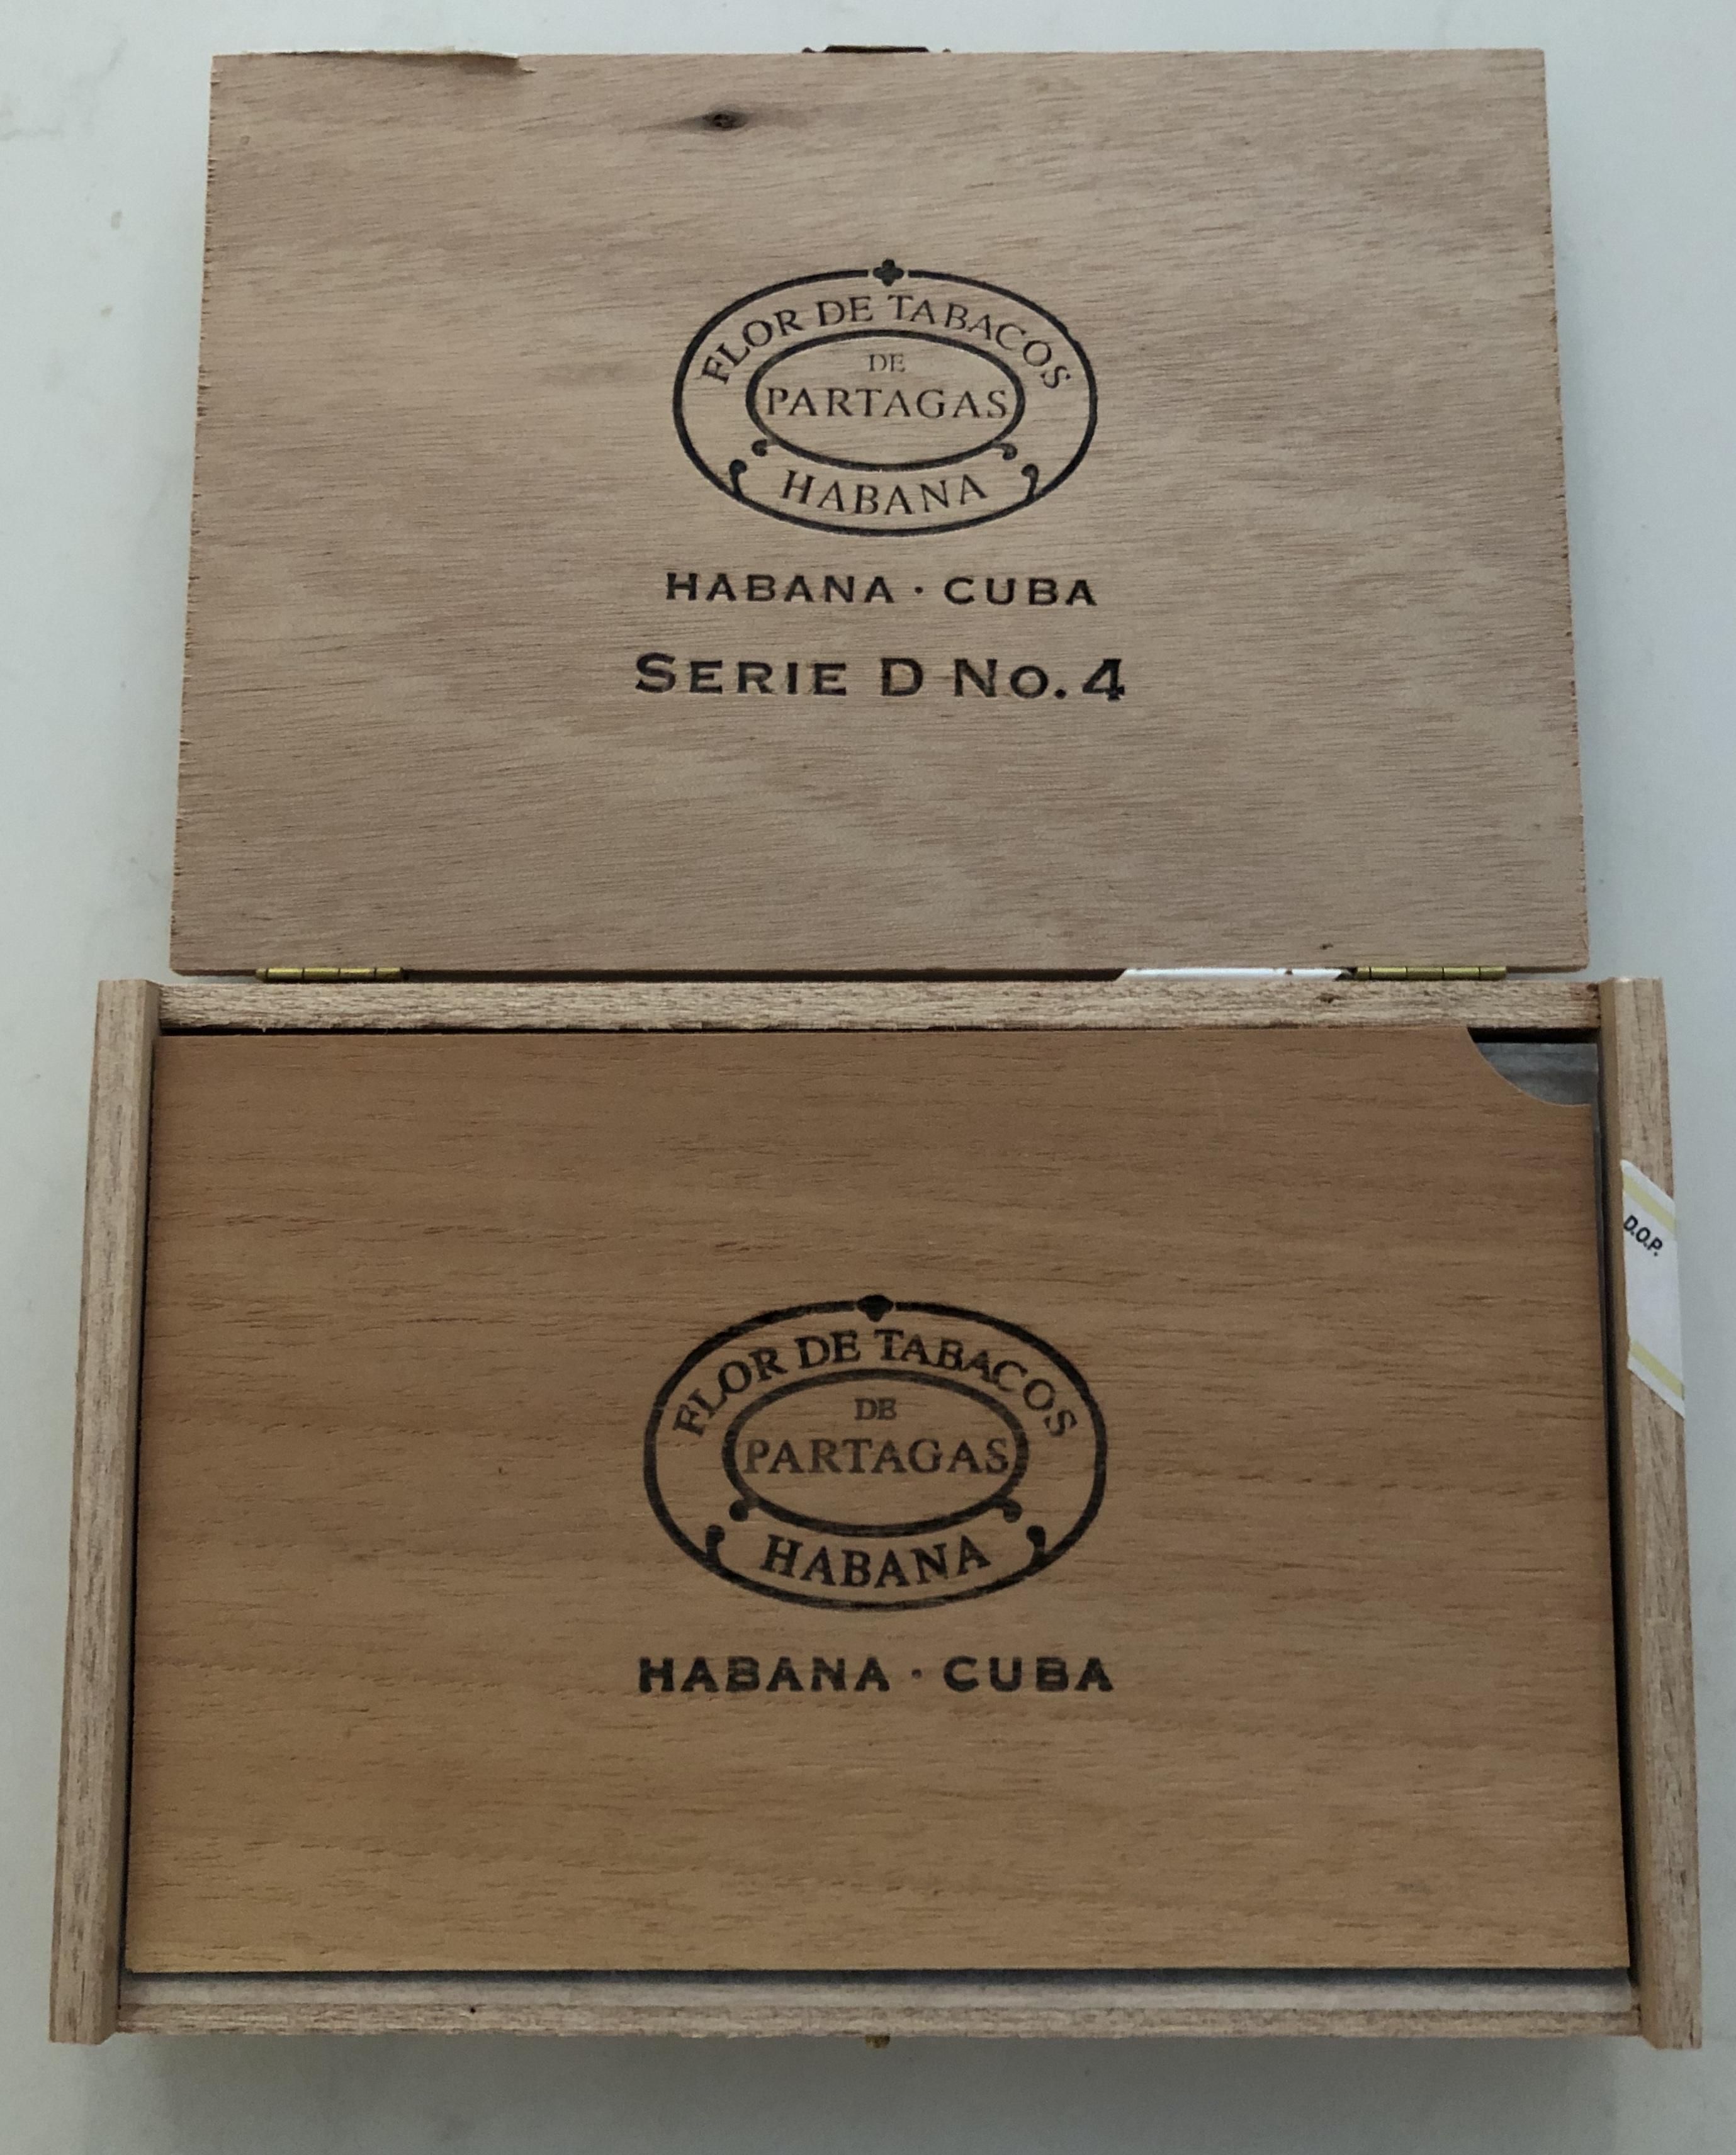 FLOR DE TABACOS
DE
PARTAGAS
HABANA
HABANA · CUBA
SERIE D No. 4
D.O.P.
FLOR DE TABACOS
DE
PARTAGAS
HABANA
HABANA · CUBA